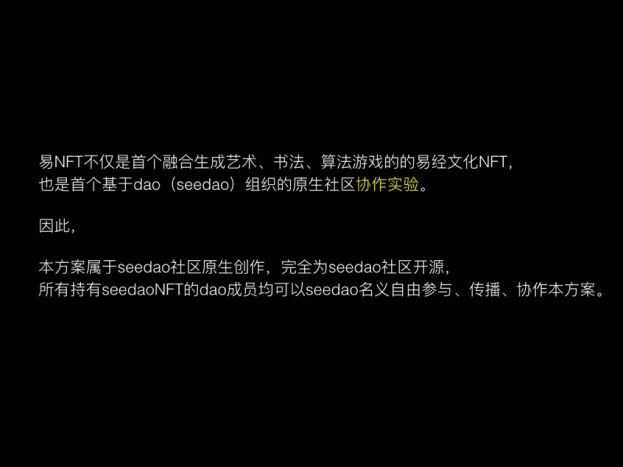 易NFT不仅是首个融合生成艺术、书法、算法游戏的的易经文化NFT，
也是首个基于dao（seedao）组织的原生社区协作实验。
因此，
本方案属于seedao社区原生创作，完全为seedao社区开源，
所有持有seedaoNFT的dao成员均可以seedao名义自由参与、传播、协作本方案。